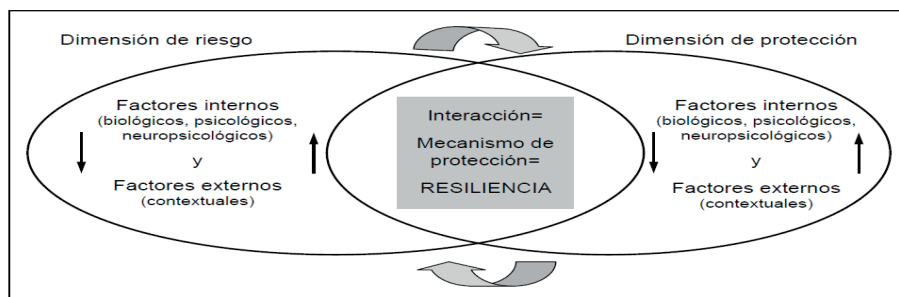 Dimensión de riesgo
Dimensión de protección
Factores internos
(biológicos, psicológicos,
neuropsicológicos)
y
Factores externos
(contextuales)
Interacción=
Mecanismo de
protección=
RESILIENCIA
Factores internos
(biológicos, psicológicos,
neuropsicológicos)
y
Factores externos
(contextuales)